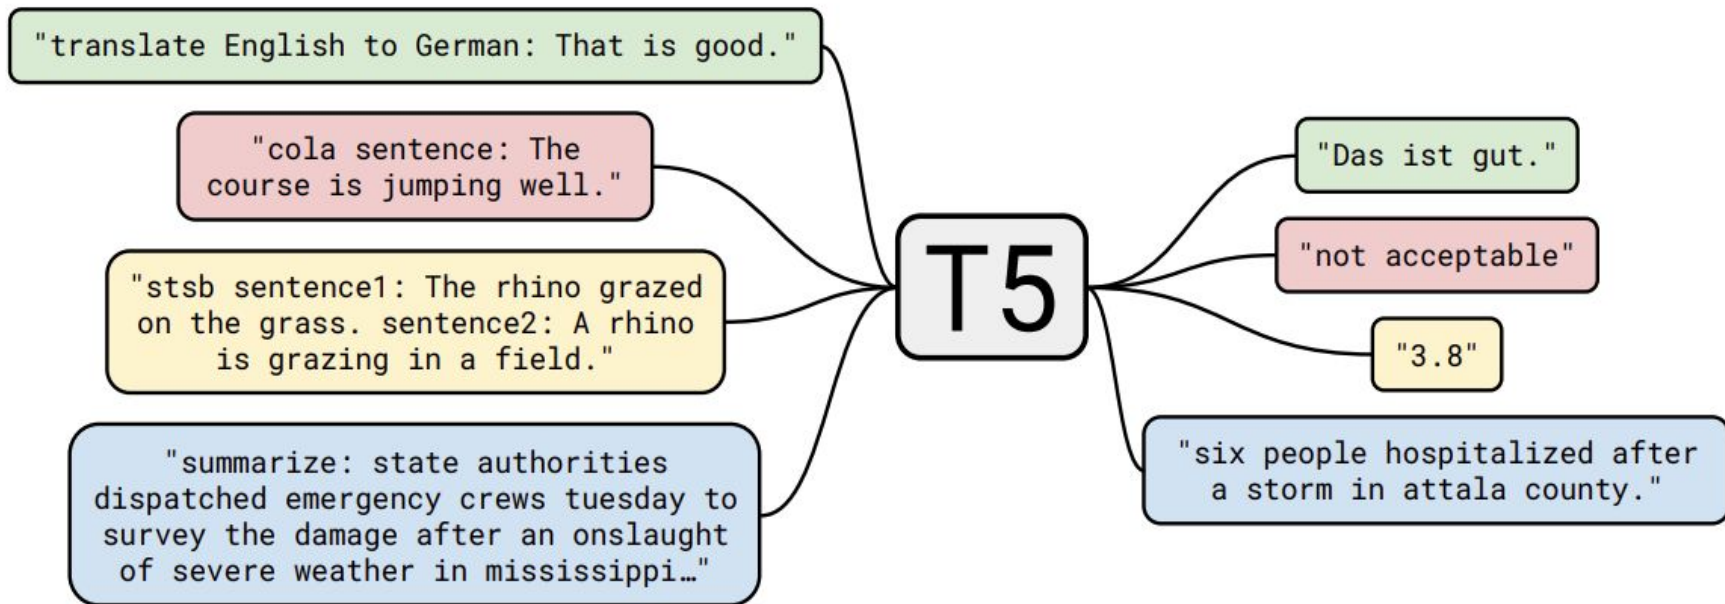 "translate English to German: That is good."
"cola sentence: The
course is jumping well."
"stsb sentence1: The rhino grazed
on the grass. sentence2: A rhino
is grazing in a field."
"summarize: state authorities
dispatched emergency crews tuesday to
survey the damage after an onslaught
of severe weather in mississippi…"
T5
"Das ist gut."
"not acceptable"
"3.8"
"six people hospitalized after
a storm in attala county."